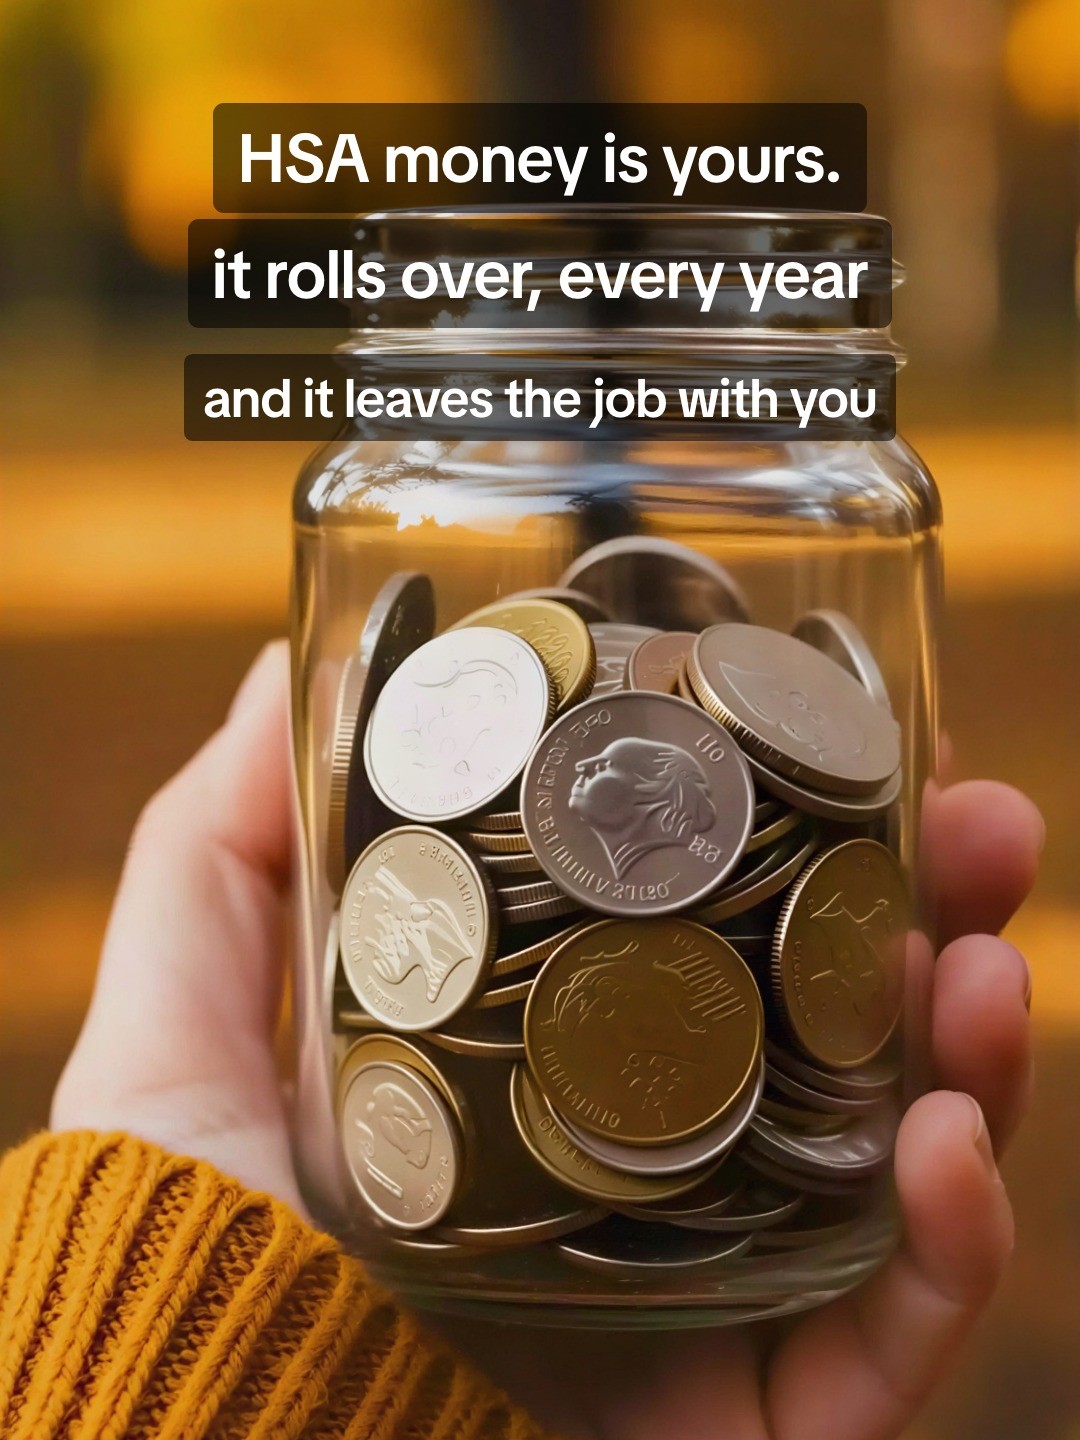 HSA money is yours.
it rolls over, every year
and it leaves the job with you